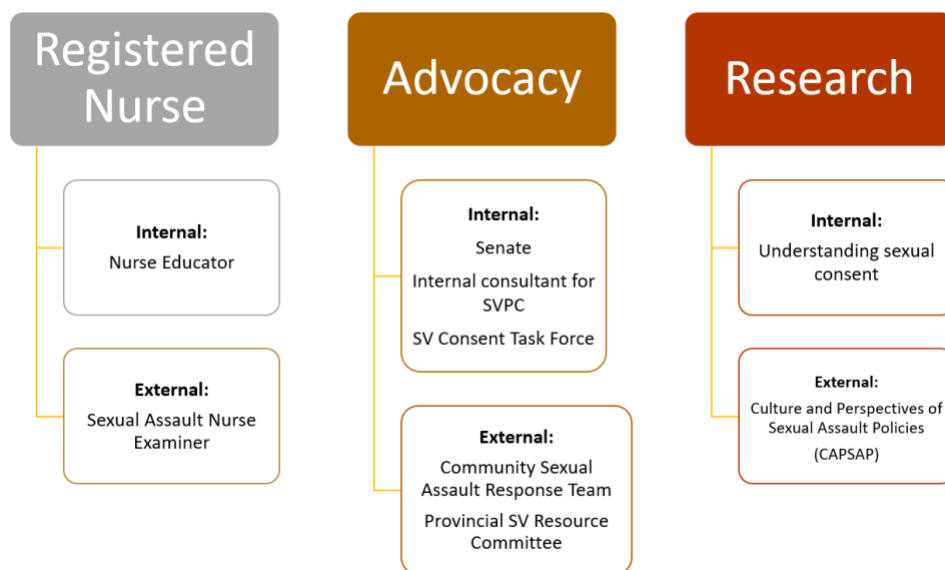 Registered
Nurse
Internal:
Nurse Educator
External:
Sexual Assault Nurse
Examiner
Advocacy
Internal:
Senate
Internal consultant for
SVPC
SV Consent Task Force
External:
Community Sexual
Assault Response Team
Provincial SV Resource
Committee
Research
Internal:
Understanding sexual
consent
External:
Culture and Perspectives of
Sexual Assault Policies
(CAPSAP)